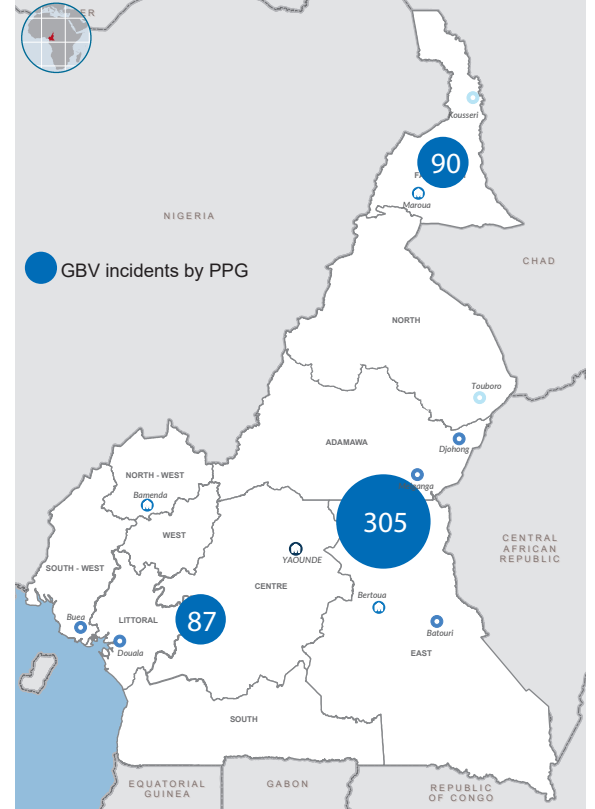 ER
Kousseri
90
Maroua
NIGERIA
CHAD
GBV incidents by PPG
NORTH
Touboro
ADAMAWA
Djohong
NORTH - WEST
Bamenda
305
WEST
CENTRAL
AFRICAN
REPUBLIC
YAOUNDE
SOUTH - WEST
CENTRE
Bertoua
LITTORAL
87
Buea
Batouri
Douala
EAST
SOUTH
EQUATORIAL
GUINEA
GABON
REPUBLIC
OF CONGO